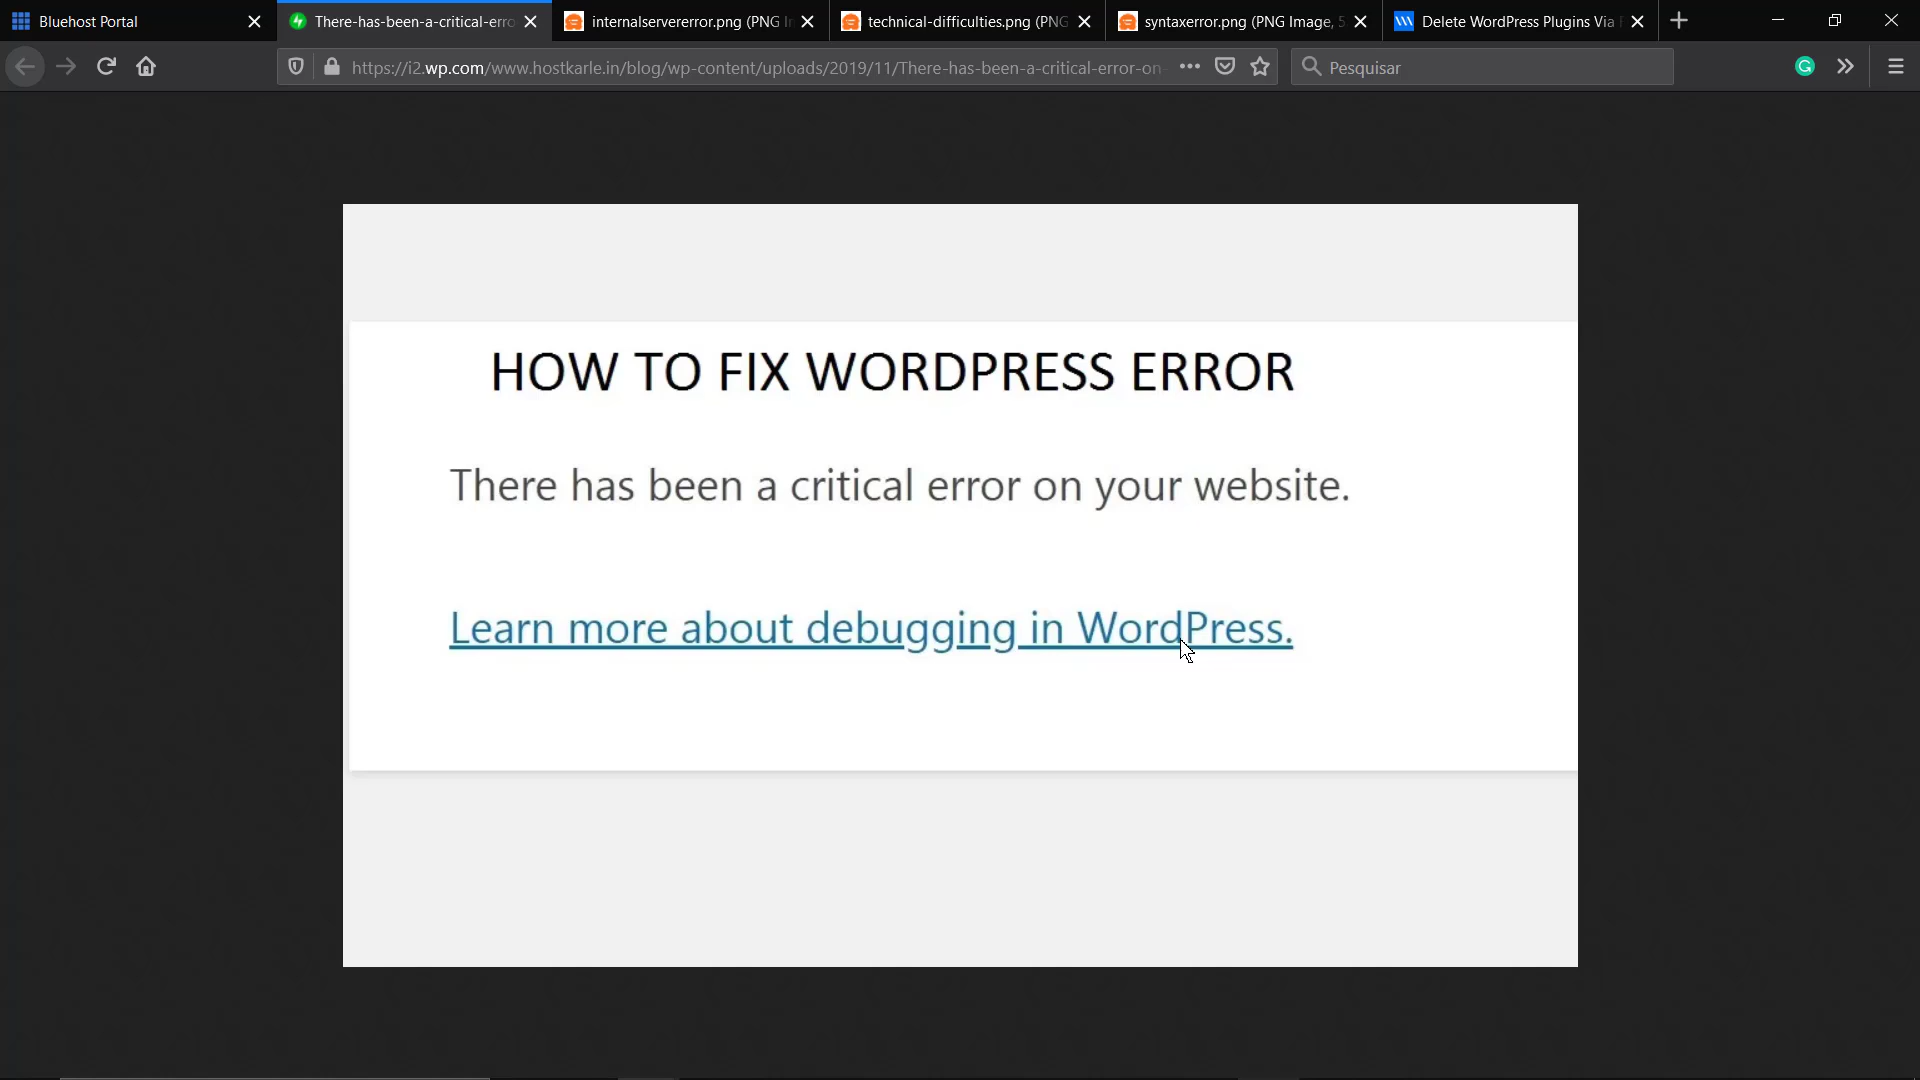 Bluehost Portal
There-has-been-a-critical-erro
internalservererror.png (PNG I
technical-difficulties.png (PNG
syntaxerror.png (PNG Image, 5
Delete WordPress Plugins Via
https://i2.wp.com/www.hostkarle.in/blog/wp-content/uploads/2019/11/There-has-been-a-critical-error-on-
Pesquisar
HOW TO FIX WORDPRESS ERROR
There has been a critical error on your website.
Learn more about debugging in WordPress.